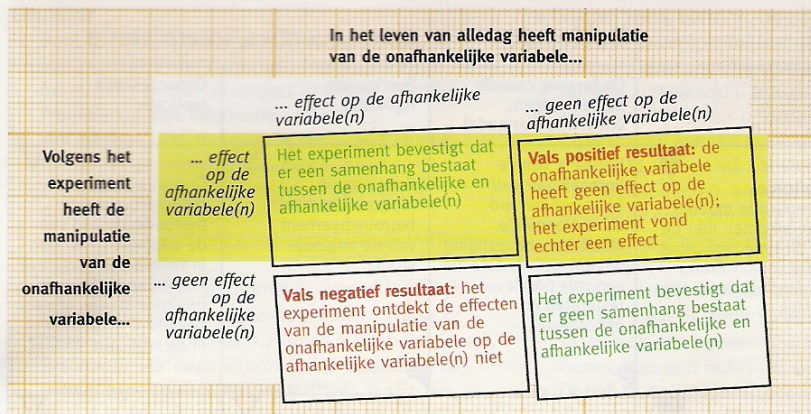 In het leven van alledag heeft manipulatie
van de onafhankelijke variabele...
... effect op de afhankelijke
variabele(n)
... geen effect op de
afhankelijke variabele(n)
Volgens het
experiment
heeft de
manipulatie
van de
onafhankelijke
variabele...
... effect
op de
afhankelijke
variabele(n)
Het experiment bevestigt dat
er een samenhang bestaat
tussen de onafhankelijke en
afhankelijke variabele(n)
Vals positief resultaat: de
onafhankelijke variabele
heeft geen effect op de
afhankelijke variabele(n);
het experiment vond
echter een effect
... geen effect
op de
afhankelijke
variabele(n)
Vals negatief resultaat: het
experiment ontdekt de effecten
van de manipulatie van de
onafhankelijke variabele op de
afhankelijke variabele(n) niet
Het experiment bevestigt dat
er geen samenhang bestaat
tussen de onafhankelijke en
afhankelijke variabele(n)